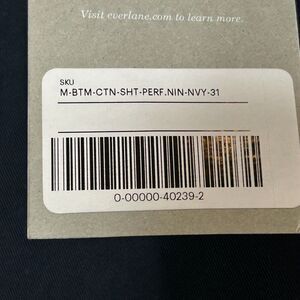 Visit everlane.com to learn more.
SKU
M-BTM-CTN-SHT-PERF.NIN-NVY-31
0-00000-40239-2